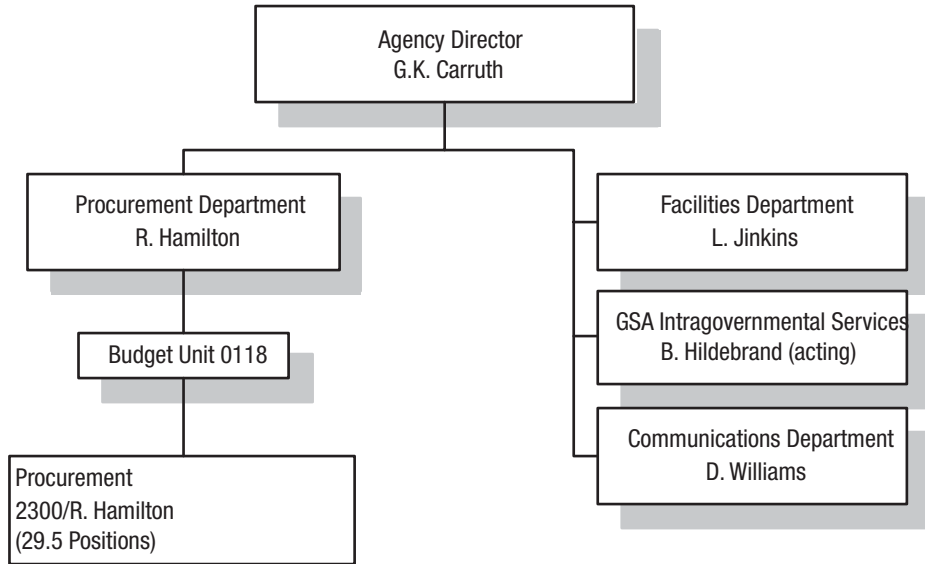 Agency Director
G.K. Carruth
Procurement Department
R. Hamilton
Facilities Department
L. Jinkins
GSA Intragovernmental Services
B. Hildebrand (acting)
Budget Unit 0118
Communications Department
D. Williams
Procurement
2300/R. Hamilton
(29.5 Positions)